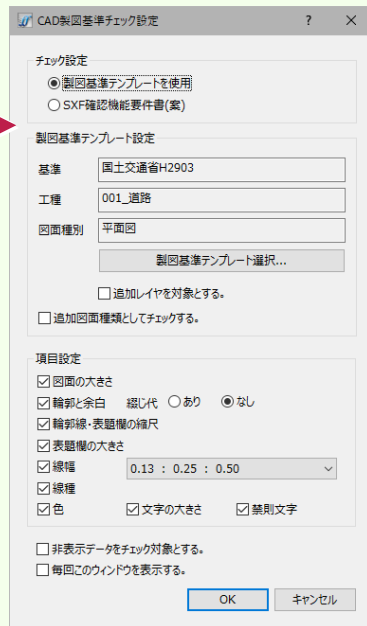 CAD製図基準チェック設定 ? ×
チェック設定
製図基準テンプレートを使用
SXF確認機能要件書(案)
製図基準テンプレート設定
基準 国土交通省H2903
工種 001_道路
図面種別 平面図
製図基準テンプレート選択...
追加レイヤを対象とする。
追加図面種類としてチェックする。
項目設定
図面の大きさ
輪郭と余白 綴じ代 あり なし
輪郭線・表題欄の縮尺
表題欄の大きさ
線幅 0.13 : 0.25 : 0.50
線種
色 文字の大きさ 禁則文字
非表示データをチェック対象とする。
毎回このウィンドウを表示する。
OK キャンセル